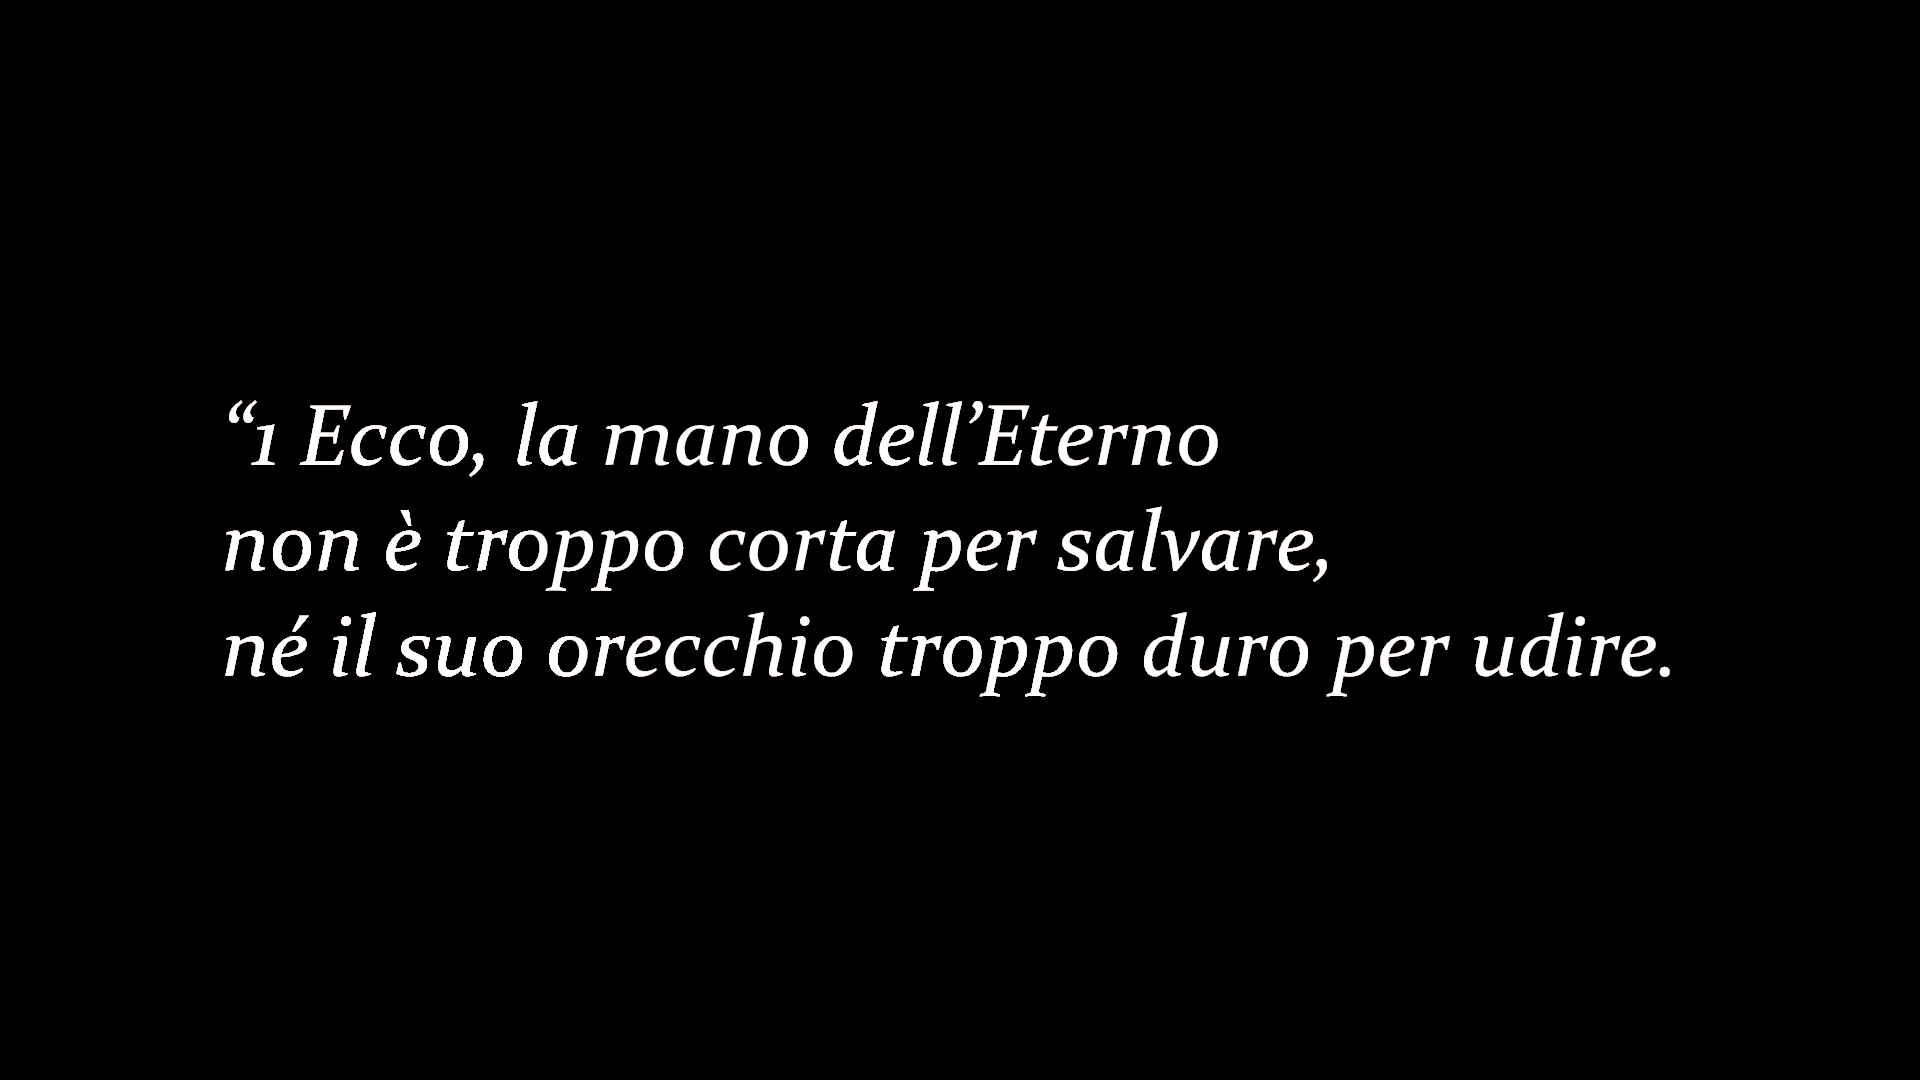 “1 Ecco, la mano dell’Eterno
non è troppo corta per salvare,
né il suo orecchio troppo duro per udire.